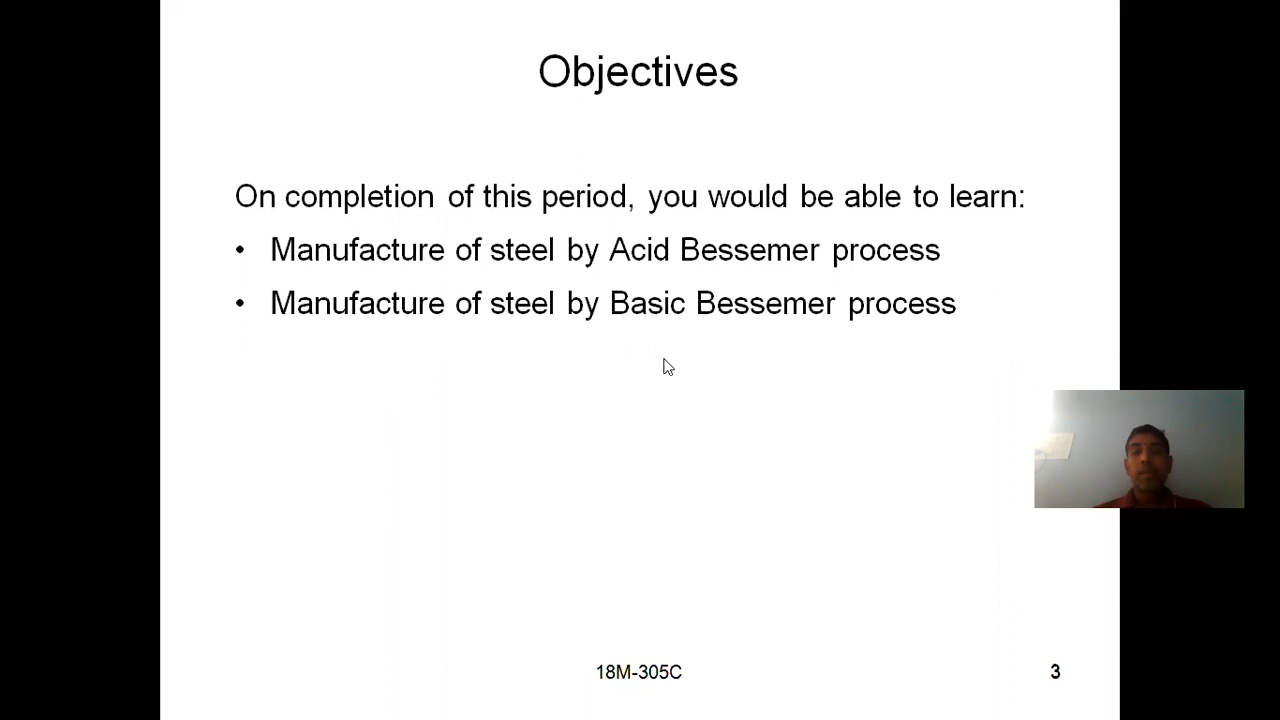 Objectives
On completion of this period, you would be able to learn:
• Manufacture of steel by Acid Bessemer process
• Manufacture of steel by Basic Bessemer process
18M-305C
3